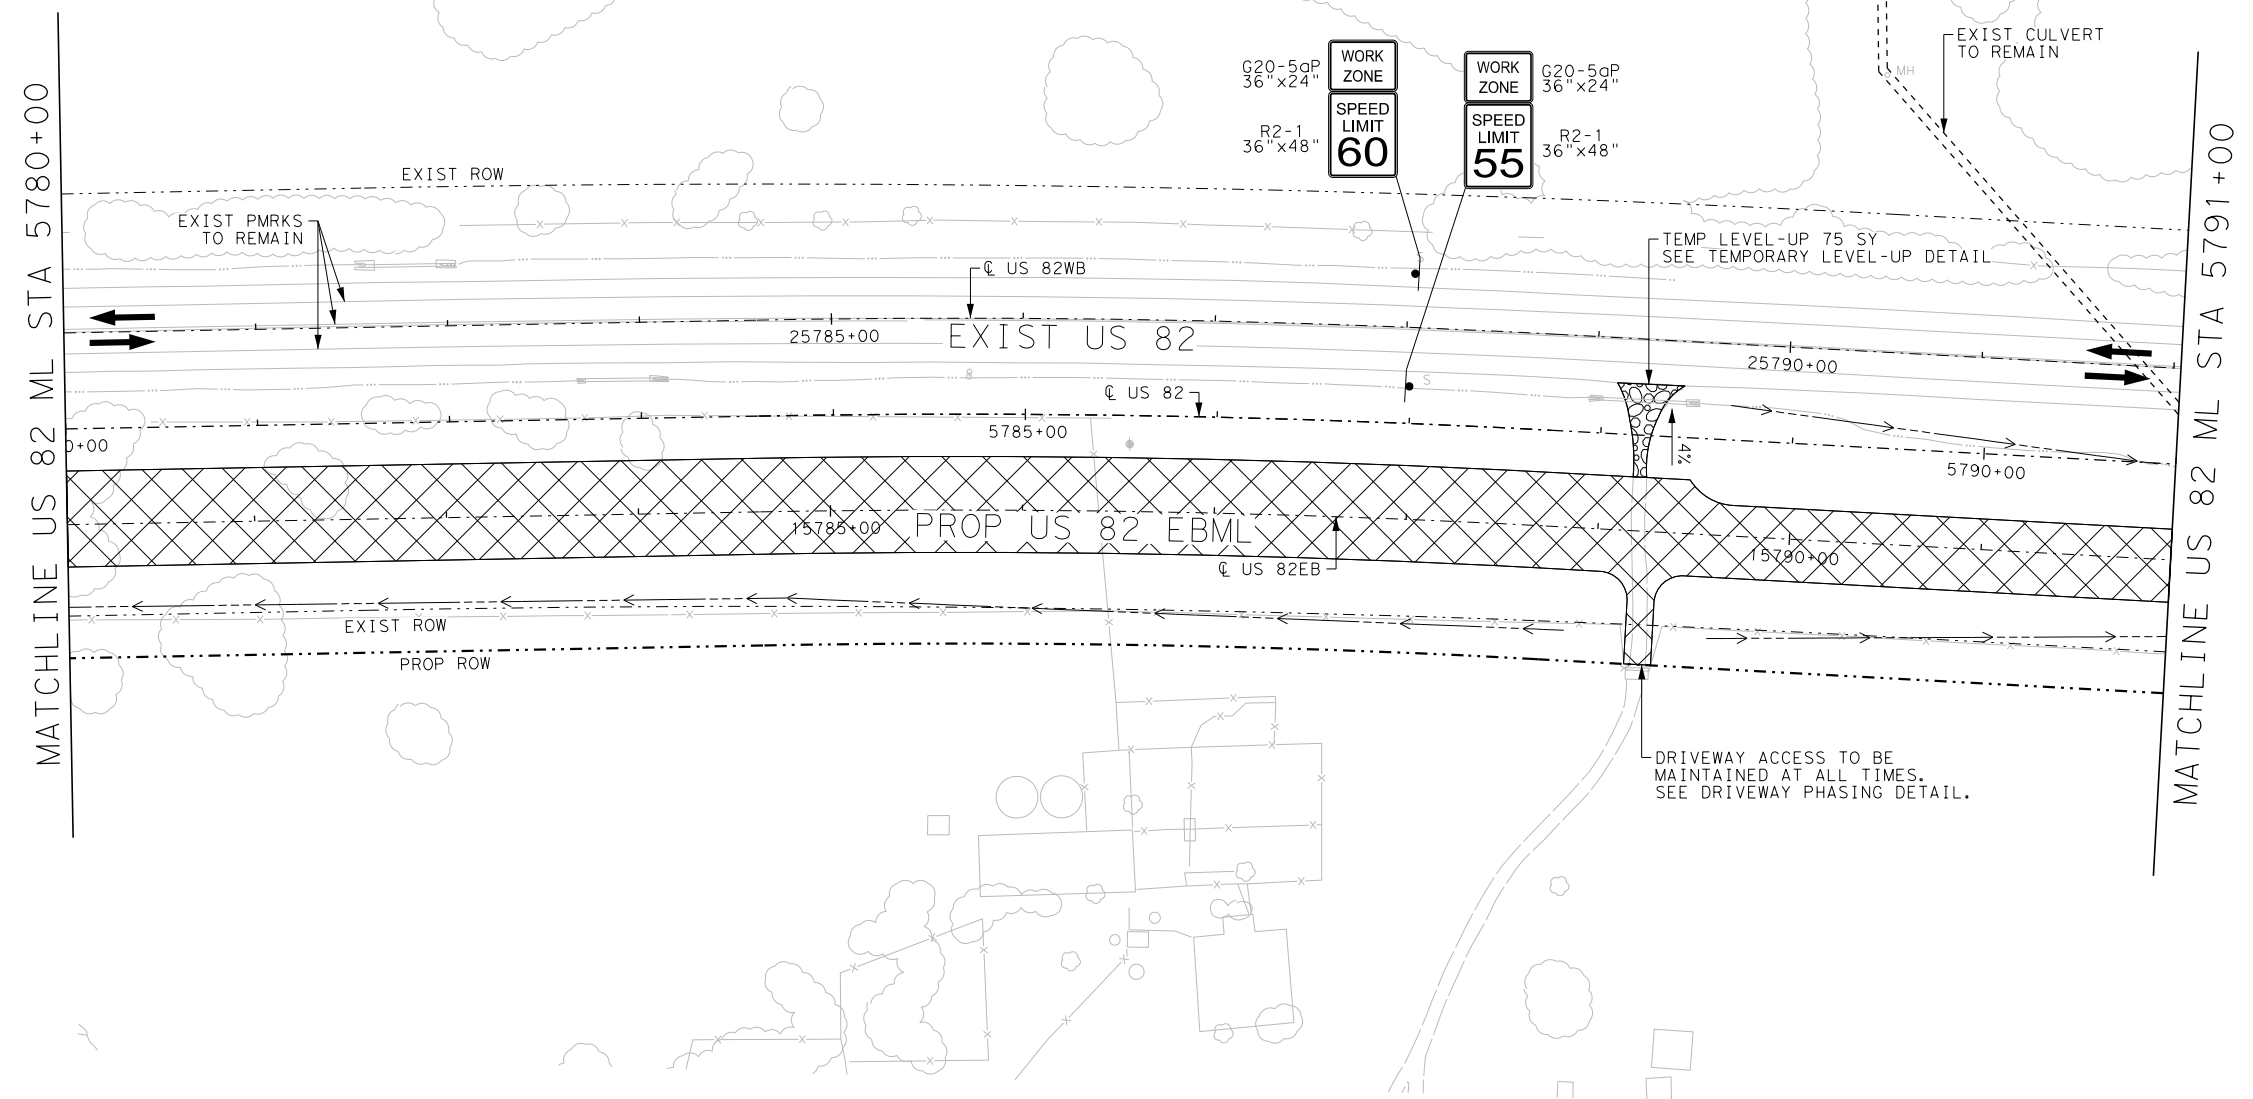 MATCHLINE US 82 ML STA 5780+00
EXIST ROW
EXIST PMRKS
TO REMAIN
℄ US 82WB
25785+00
EXIST US 82
G20-5aP
36"x24"
R2-1
36"x48"
WORK
ZONE
SPEED
LIMIT
60
WORK
ZONE
SPEED
LIMIT
55
G20-5aP
36"x24"
R2-1
36"x48"
EXIST CULVERT
TO REMAIN
MH
TEMP LEVEL-UP 75 SY
SEE TEMPORARY LEVEL-UP DETAIL
25790+00
℄ US 82
S
S
0+00
5785+00
4%
5790+00
15785+00
PROP US 82 EBML
℄ US 82EB
15790+00
EXIST ROW
PROP ROW
DRIVEWAY ACCESS TO BE
MAINTAINED AT ALL TIMES.
SEE DRIVEWAY PHASING DETAIL.
MATCHLINE US 82 ML STA 5791+00